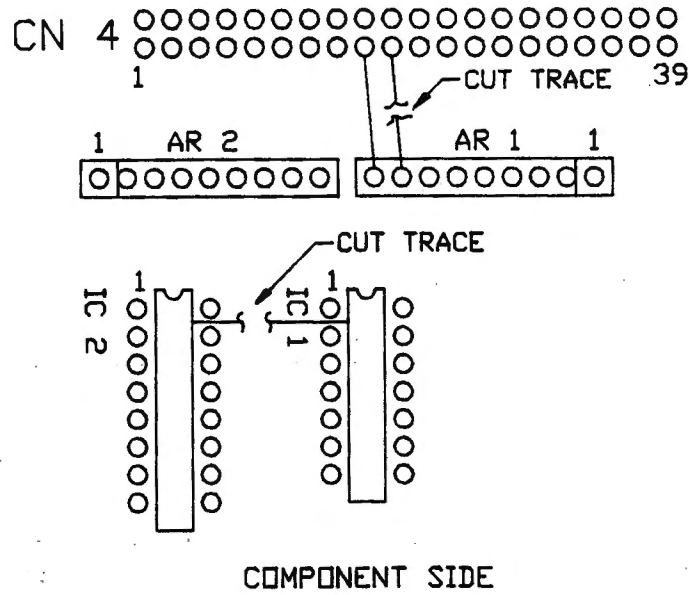 CN 4
1
39
CUT TRACE
1 AR 2
AR 1 1
CUT TRACE
1
IC 2
1
IC 1
COMPONENT SIDE